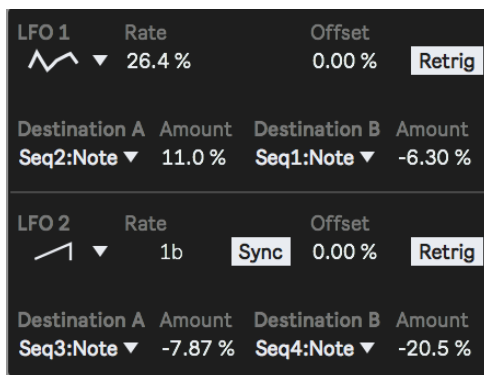 LFO 1 Rate Offset
26.4 % 0.00 % Retrig
Destination A Amount Destination B Amount
Seq2:Note 11.0 % Seq1:Note -6.30 %
LFO 2 Rate Offset
1b Sync 0.00 % Retrig
Destination A Amount Destination B Amount
Seq3:Note -7.87 % Seq4:Note -20.5 %